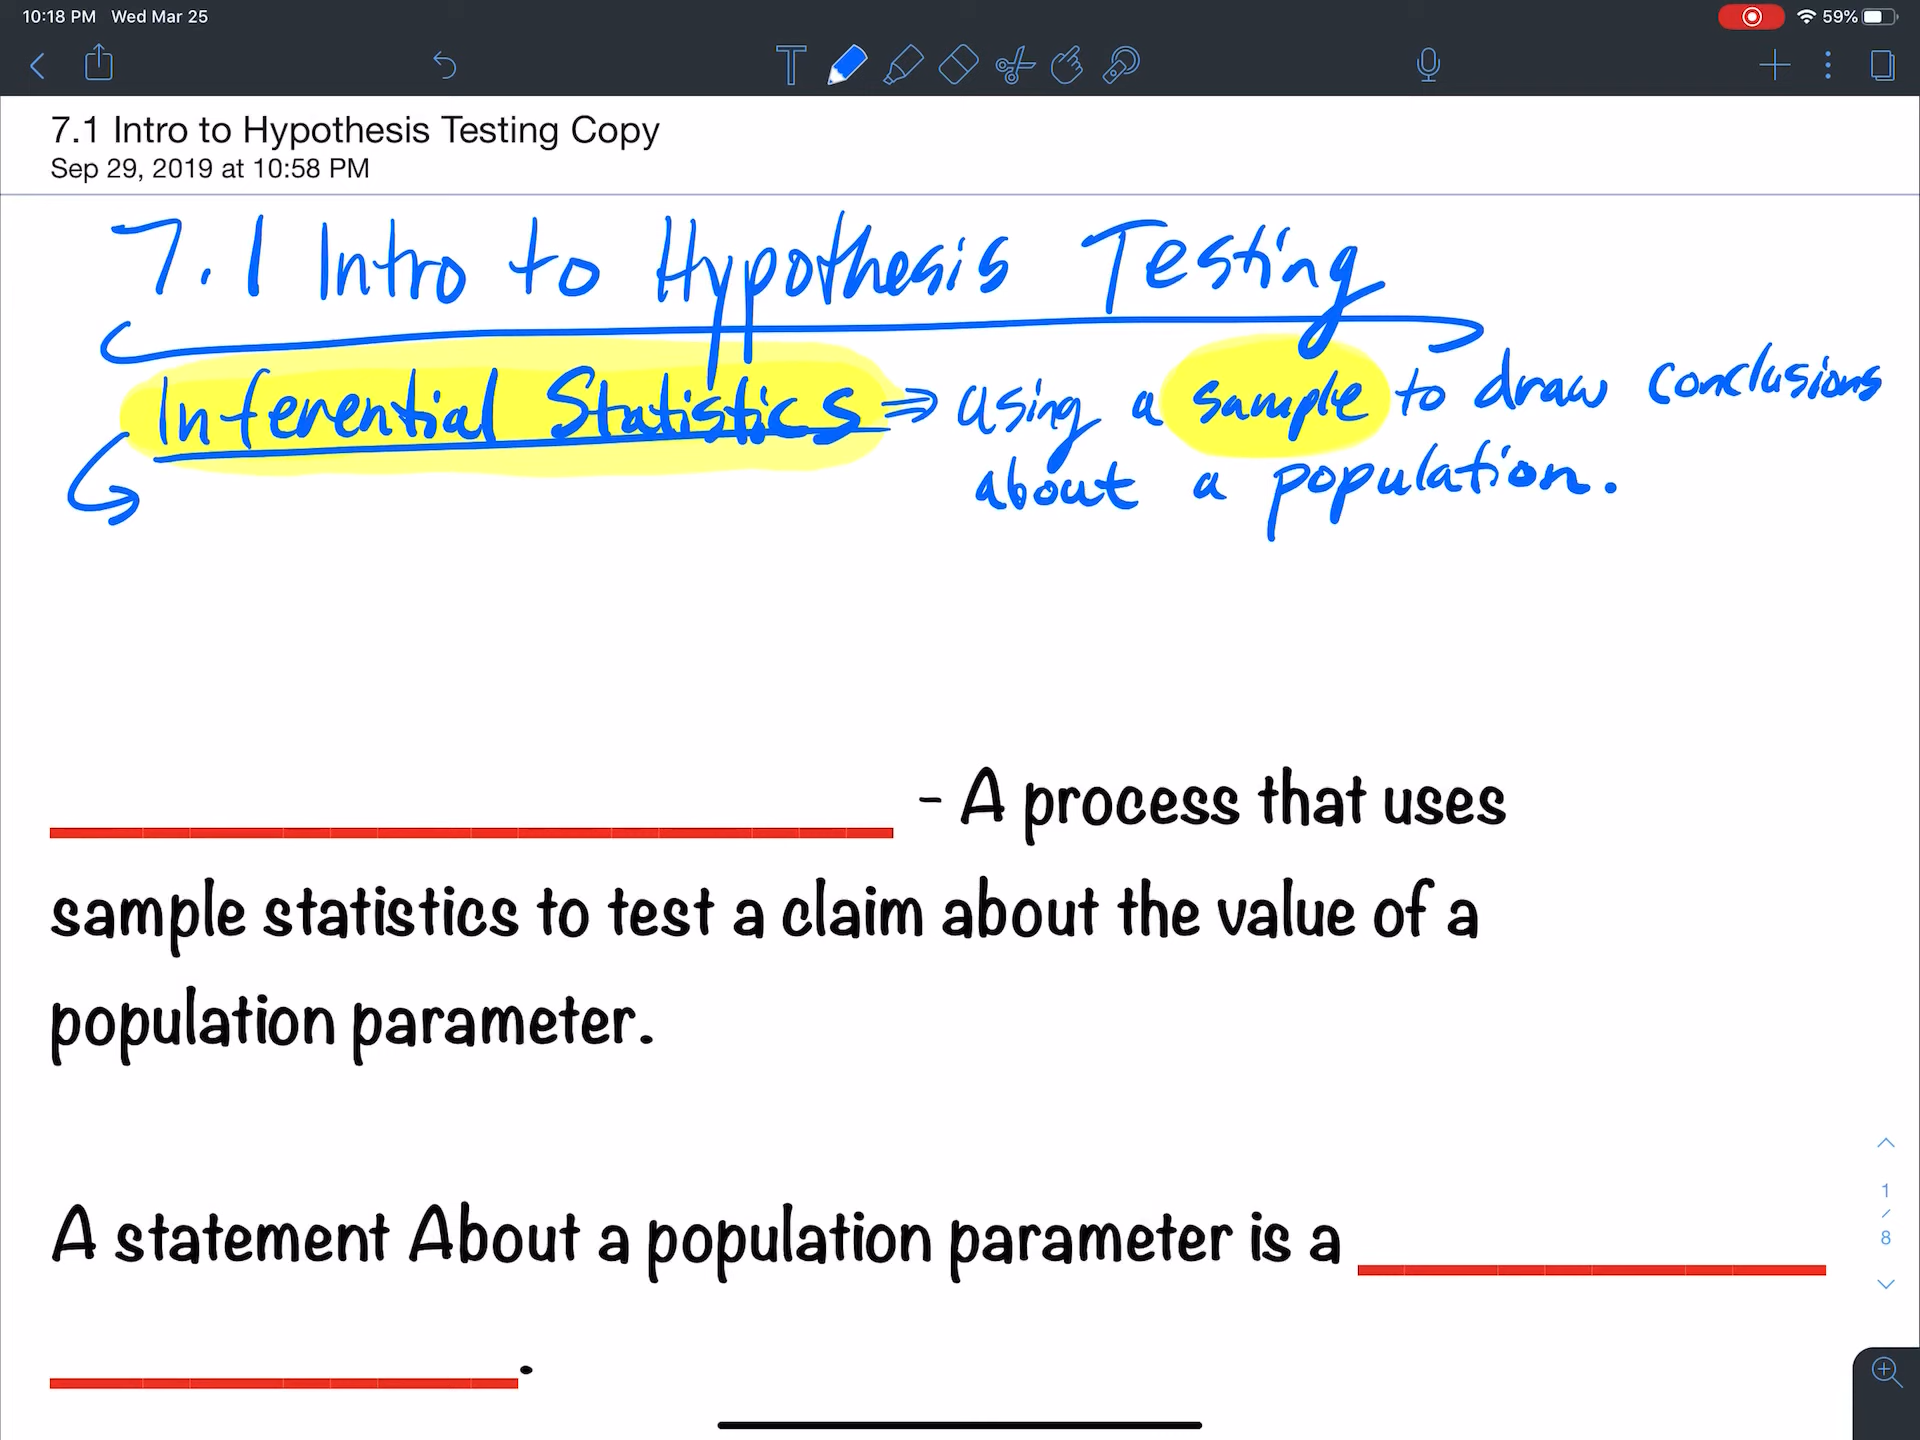 10:18 PM Wed Mar 25
59%
7.1 Intro to Hypothesis Testing Copy
Sep 29, 2019 at 10:58 PM
7.1 Intro to Hypothesis Testing
Inferential Statistics ⇒ Using a sample to draw conclusions
about a population.
__________________ - A process that uses
sample statistics to test a claim about the value of a
population parameter.
A statement About a population parameter is a __________
__________.
1
/
8